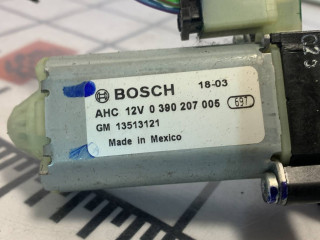 BOSCH 18-03
AHC 12V 0 390 207 005 697
GM 13513121
Made in Mexico